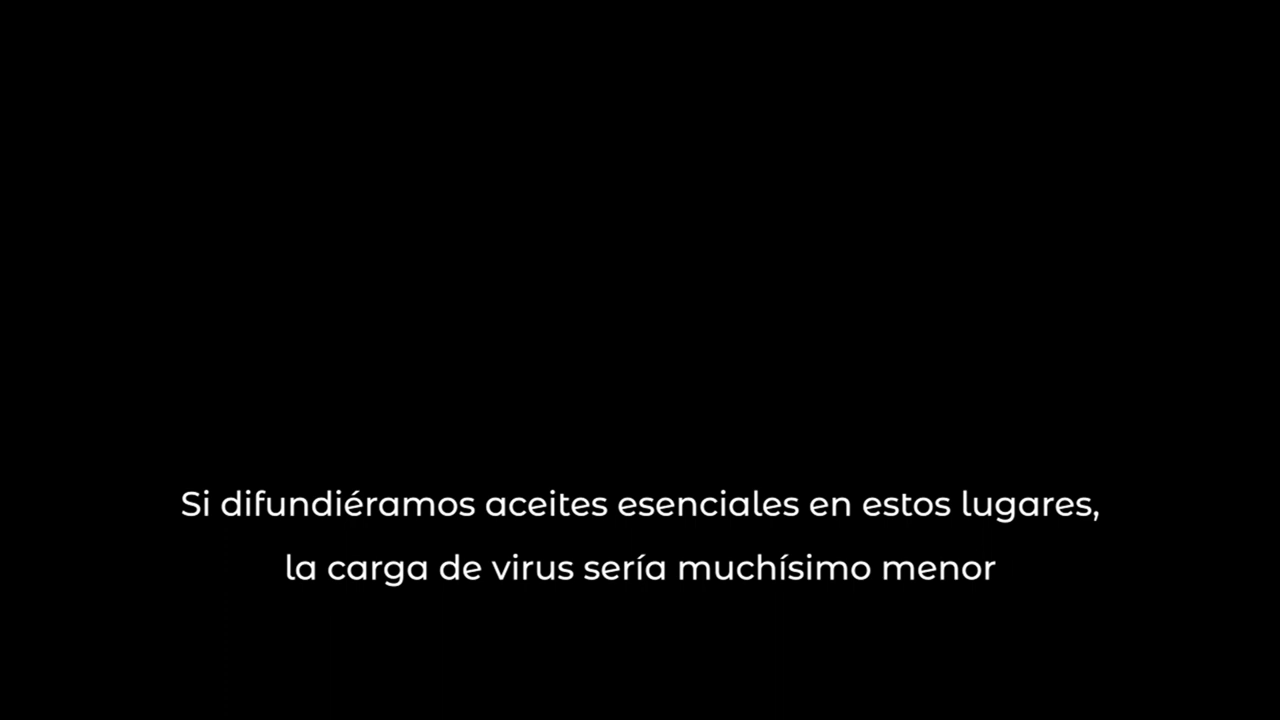 Si difundiéramos aceites esenciales en estos lugares,
la carga de virus sería muchísimo menor